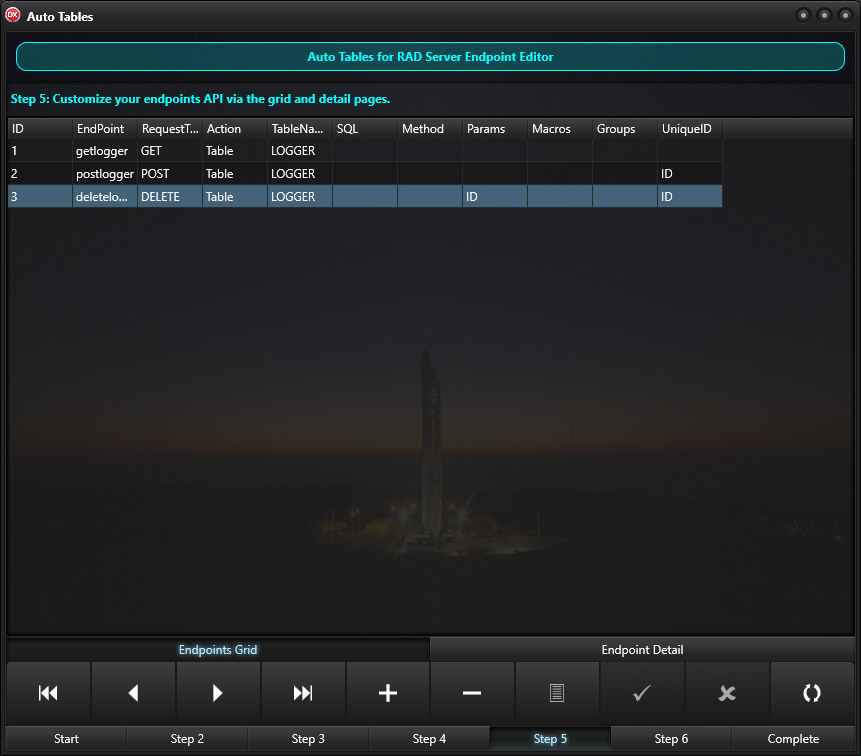 DX Auto Tables
Auto Tables for RAD Server Endpoint Editor
Step 5: Customize your endpoints API via the grid and detail pages.
ID EndPoint RequestT... Action TableNa... SQL Method Params Macros Groups UniqueID
1 getlogger GET Table LOGGER
2 postlogger POST Table LOGGER ID
3 deletelo... DELETE Table LOGGER ID ID
Endpoints Grid Endpoint Detail
Start Step 2 Step 3 Step 4 Step 5 Step 6 Complete